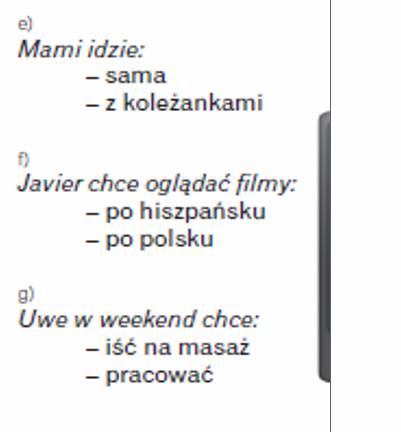 e)
Mami idzie:
– sama
– z koleżankami
f)
Javier chce oglądać filmy:
– po hiszpańsku
– po polsku
g)
Uwe w weekend chce:
– iść na masaż
– pracować